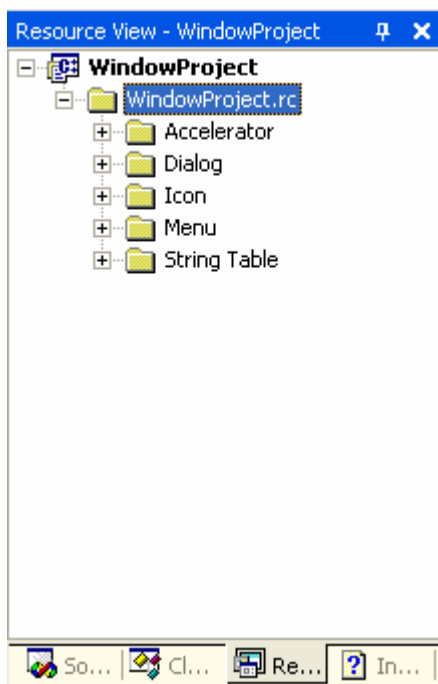 Resource View - WindowProject
WindowProject
WindowProject.rc
Accelerator
Dialog
Icon
Menu
String Table
So... Cl... Re... In...